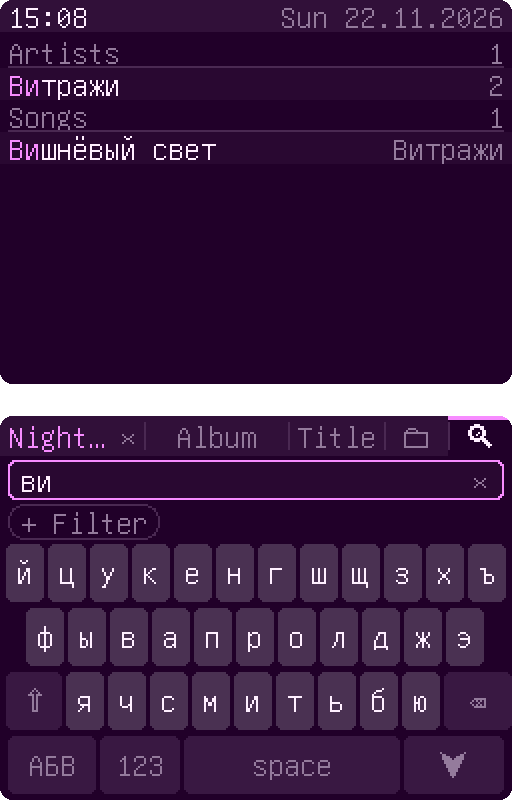 15:08 Sun 22.11.2026
Artists 1
Витражи 2
Songs 1
Вишнёвый свет Витражи
Night… × Album Title
ви ×
+ Filter
й ц у к е н г ш щ з х ъ
ф ы в а п р о л д ж э
⇧ я ч с м и т ь б ю ⌫
АБВ 123 space